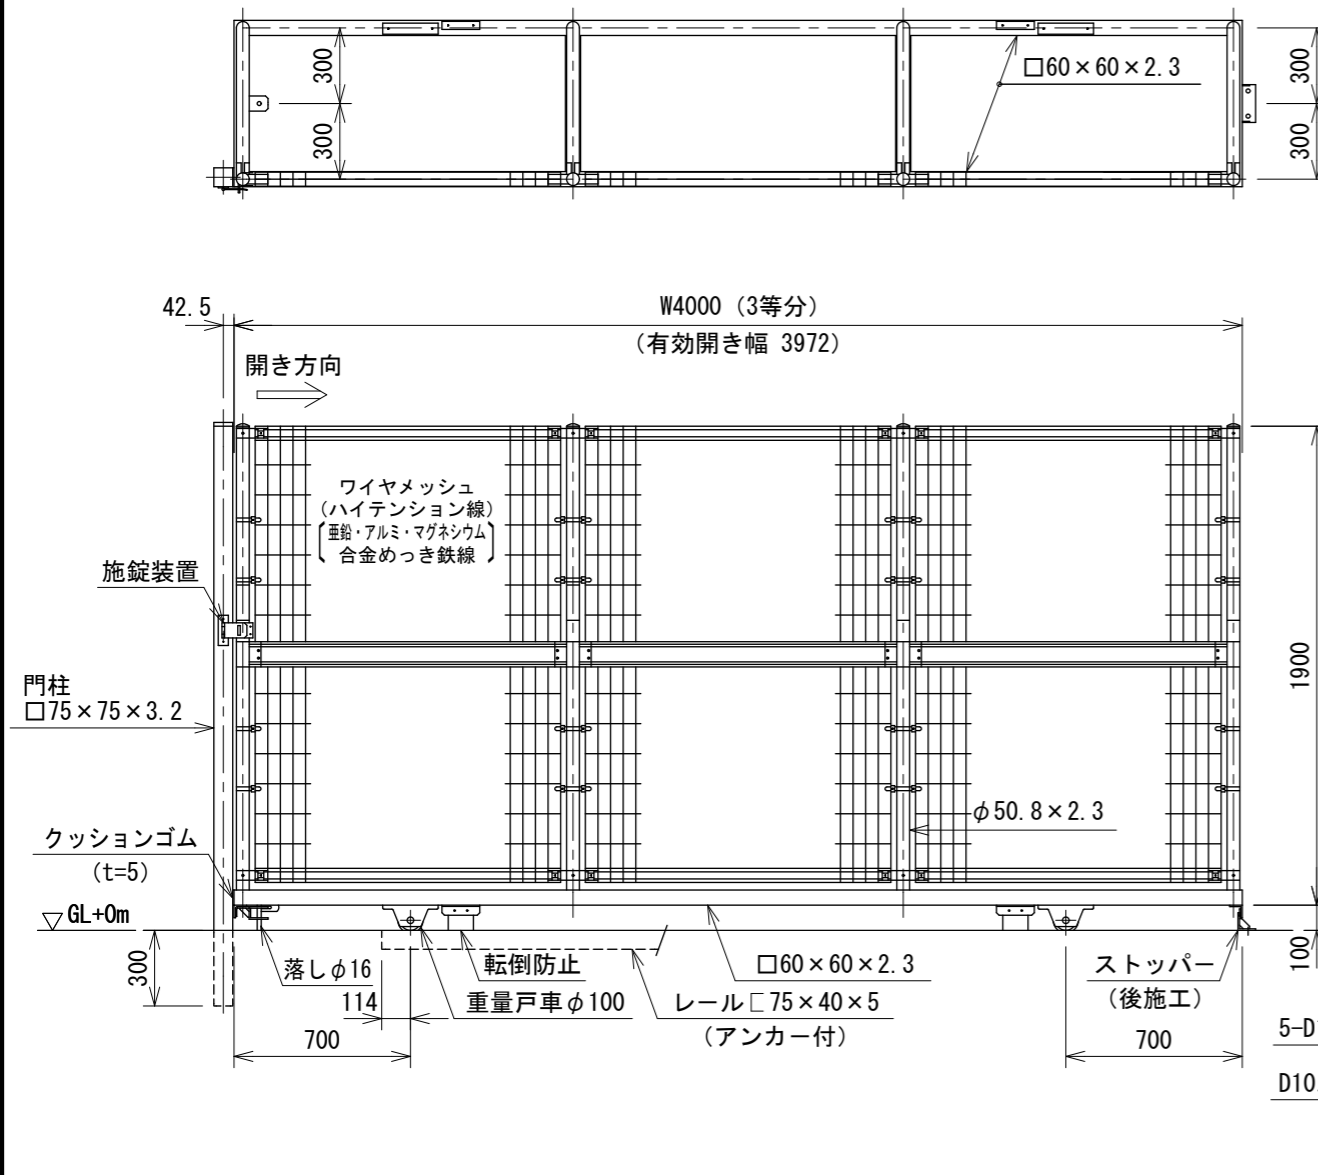 300
300
□60×60×2.3
300
300
42.5
W4000 (3等分)
(有効開き幅 3972)
開き方向
ワイヤメッシュ
(ハイテンション線)
亜鉛・アルミ・マグネシウム
合金めっき鉄線
施錠装置
門柱
□75×75×3.2
1900
φ50.8×2.3
クッションゴム
(t=5)
▽GL+0m
300
落しφ16
転倒防止
□60×60×2.3
ストッパー
(後施工)
100
114
重量戸車φ100
レール⊏75×40×5
(アンカー付)
700
700
5-D
D10